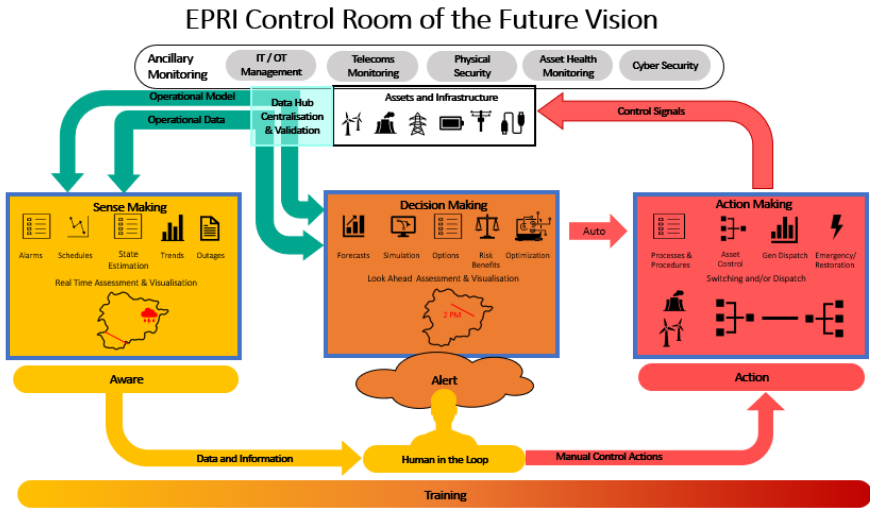 EPRI Control Room of the Future Vision
Ancillary
Monitoring
IT / OT
Management
Telecoms
Monitoring
Physical
Security
Asset Health
Monitoring
Cyber Security
Operational Model
Operational Data
Data Hub
Centralisation
& Validation
Assets and Infrastructure
Control Signals
Sense Making
Alarms
Schedules
State
Estimation
Trends
Outages
Real Time Assessment & Visualisation
Decision Making
Forecasts
Simulation
Options
Risk
Benefits
Optimization
Look Ahead Assessment & Visualisation
2 PM
Auto
Action Making
Processes &
Procedures
Asset
Control
Gen Dispatch
Emergency/
Restoration
Switching and/or Dispatch
Aware
Alert
Action
Data and Information
Human in the Loop
Manual Control Actions
Training